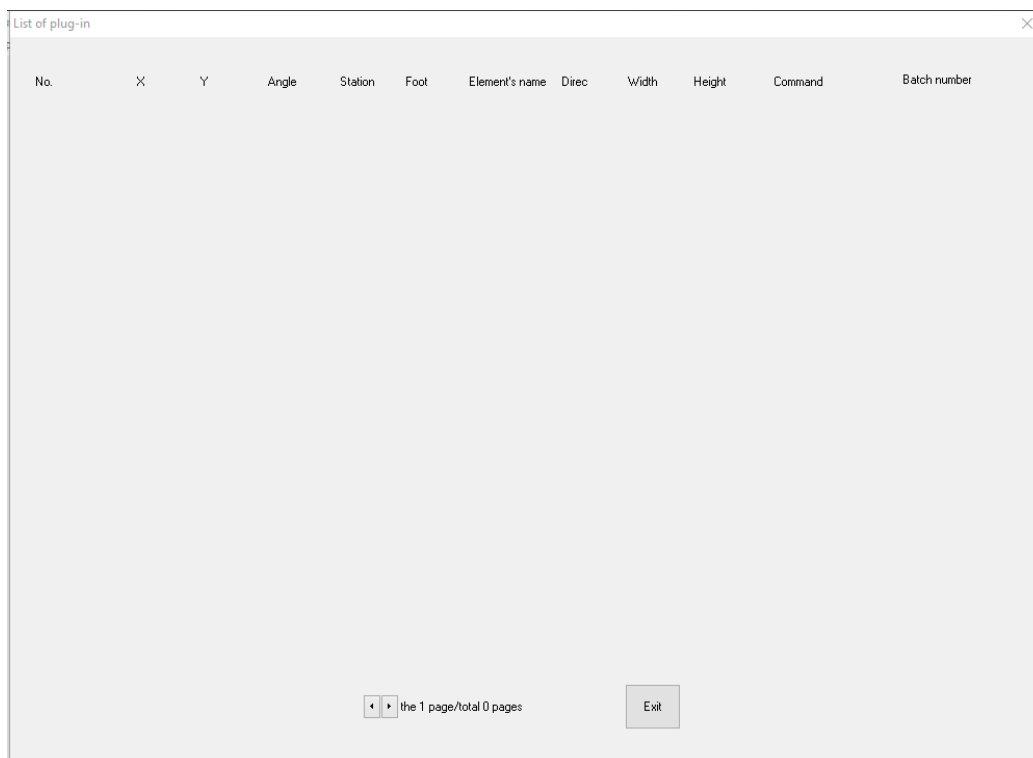 List of plug-in
No. X Y Angle Station Foot Element's name Direc Width Height Command Batch number
the 1 page/total 0 pages Exit